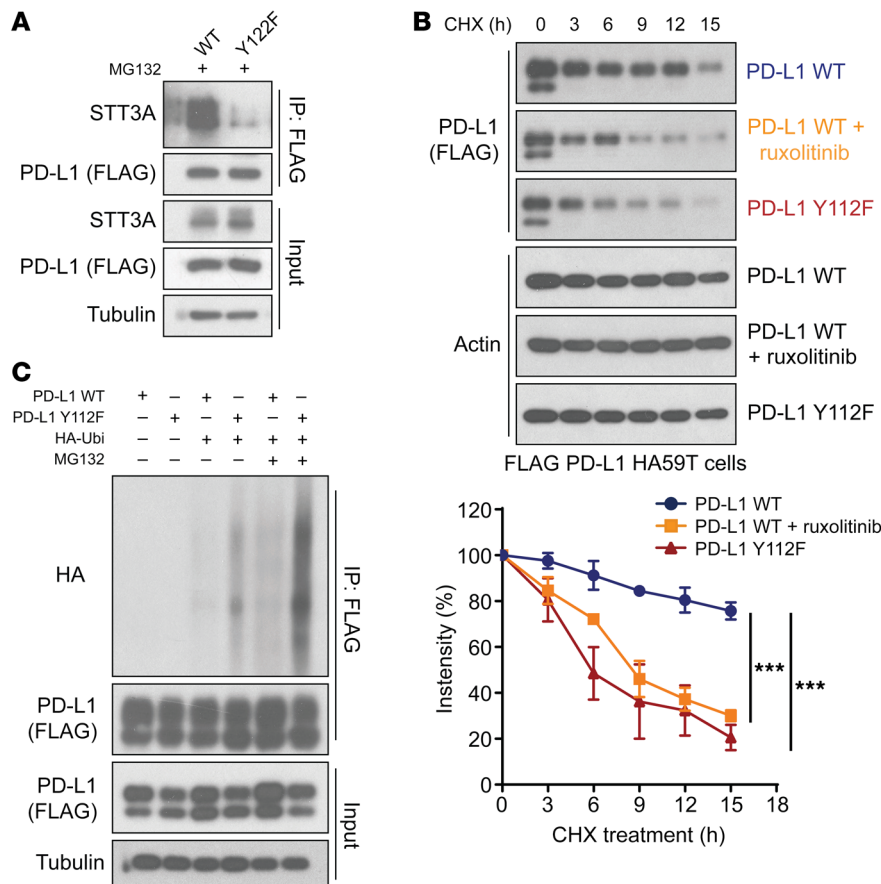 A
WT Y122F
MG132 + +
STT3A
PD-L1 (FLAG)
IP: FLAG
STT3A
PD-L1 (FLAG)
Tubulin
Input
B
CHX (h) 0 3 6 9 12 15
PD-L1
(FLAG)
PD-L1 WT
PD-L1 WT +
ruxolitinib
PD-L1 Y112F
Actin
PD-L1 WT
PD-L1 WT
+ ruxolitinib
PD-L1 Y112F
FLAG PD-L1 HA59T cells
PD-L1 WT
PD-L1 WT + ruxolitinib
PD-L1 Y112F
Instensity (%)
120
100
80
60
40
20
0
0 3 6 9 12 15 18
CHX treatment (h)
***
***
C
PD-L1 WT + – + – + –
PD-L1 Y112F – + – + – +
HA-Ubi – – + + + +
MG132 – – – – + +
HA
PD-L1
(FLAG)
IP: FLAG
PD-L1
(FLAG)
Tubulin
Input